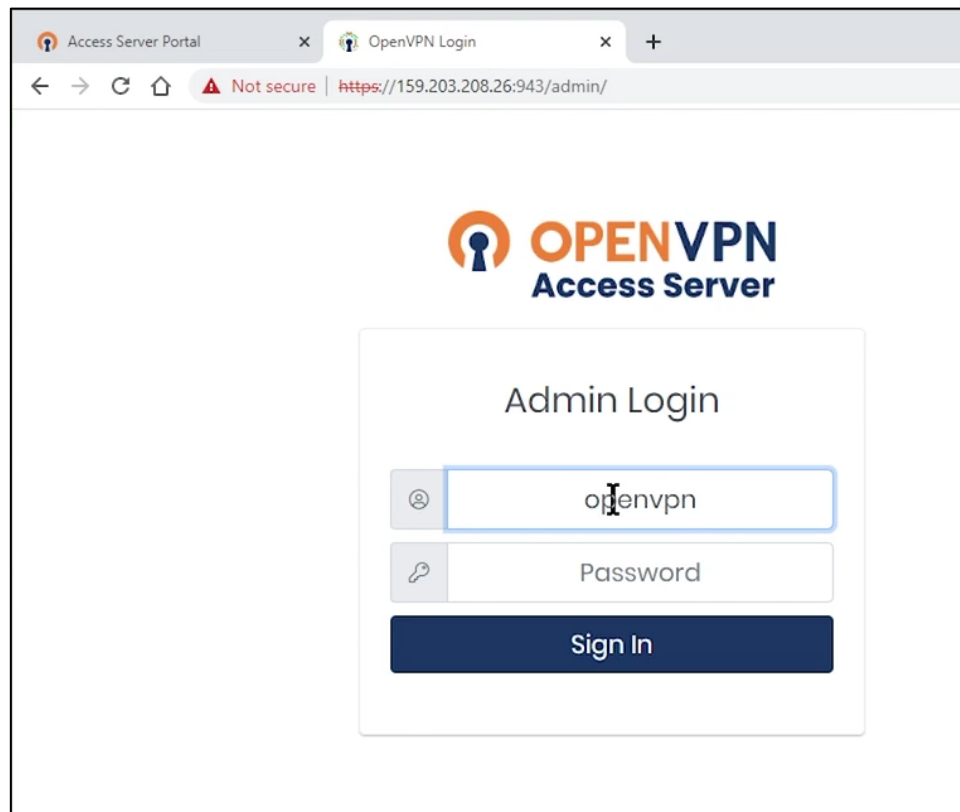 Access Server Portal
OpenVPN Login
Not secure
https://159.203.208.26:943/admin/
OPENVPN
Access Server
Admin Login
openvpn
Password
Sign In